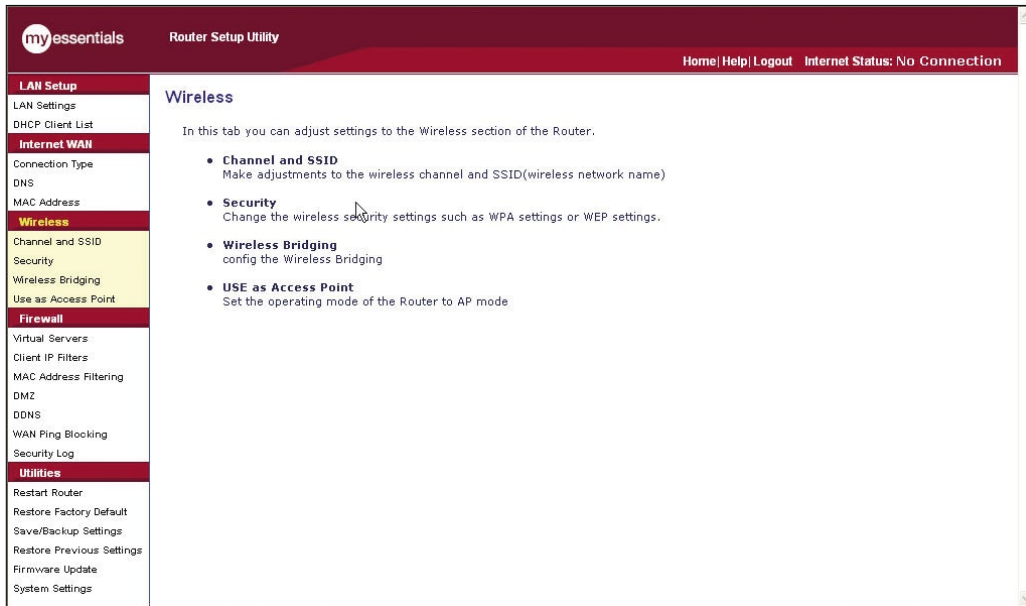 myessentials
Router Setup Utility
Home| Help| Logout Internet Status: No Connection
LAN Setup
LAN Settings
DHCP Client List
Internet WAN
Connection Type
DNS
MAC Address
Wireless
Channel and SSID
Security
Wireless Bridging
Use as Access Point
Firewall
Virtual Servers
Client IP Filters
MAC Address Filtering
DMZ
DDNS
WAN Ping Blocking
Security Log
Utilities
Restart Router
Restore Factory Default
Save/Backup Settings
Restore Previous Settings
Firmware Update
System Settings
Wireless
In this tab you can adjust settings to the Wireless section of the Router.
• Channel and SSID
Make adjustments to the wireless channel and SSID(wireless network name)
• Security
Change the wireless security settings such as WPA settings or WEP settings.
• Wireless Bridging
config the Wireless Bridging
• USE as Access Point
Set the operating mode of the Router to AP mode